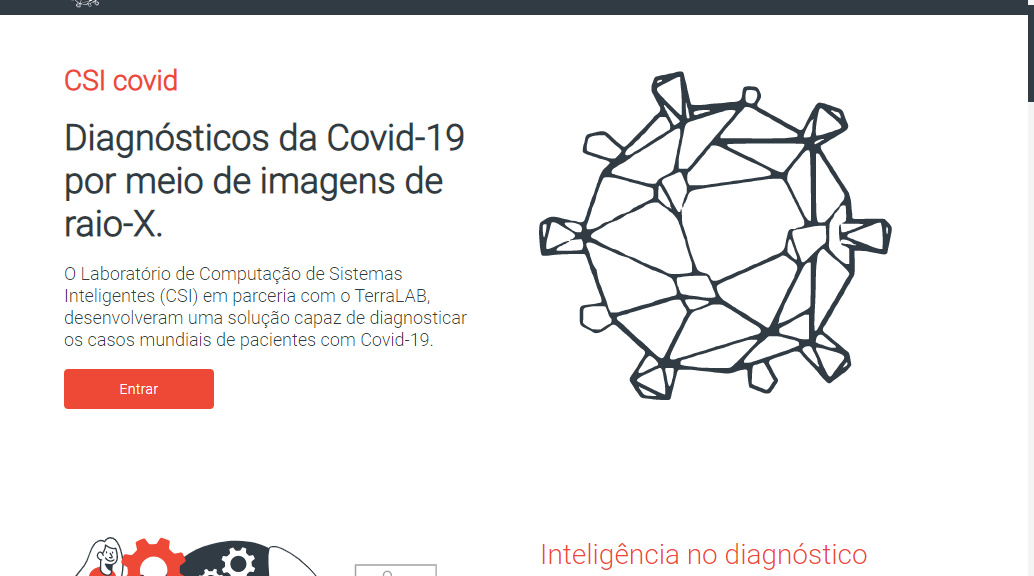 CSI covid
Diagnósticos da Covid-19
por meio de imagens de
raio-X.
O Laboratório de Computação de Sistemas
Inteligentes (CSI) em parceria com o TerraLAB,
desenvolveram uma solução capaz de diagnosticar
os casos mundiais de pacientes com Covid-19.
Entrar
Inteligência no diagnóstico